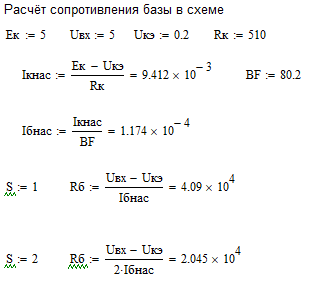 Расчёт сопротивления базы в схеме
Ек := 5 Uвх := 5 Uкэ := 0.2 Rк := 510
Iкнас := (Ек − Uкэ) / Rк = 9.412 × 10^−3 BF := 80.2
Iбнас := Iкнас / BF = 1.174 × 10^−4
S := 1 Rб := (Uвх − Uкэ) / Iбнас = 4.09 × 10^4
S := 2 Rб := (Uвх − Uкэ) / 2·Iбнас = 2.045 × 10^4